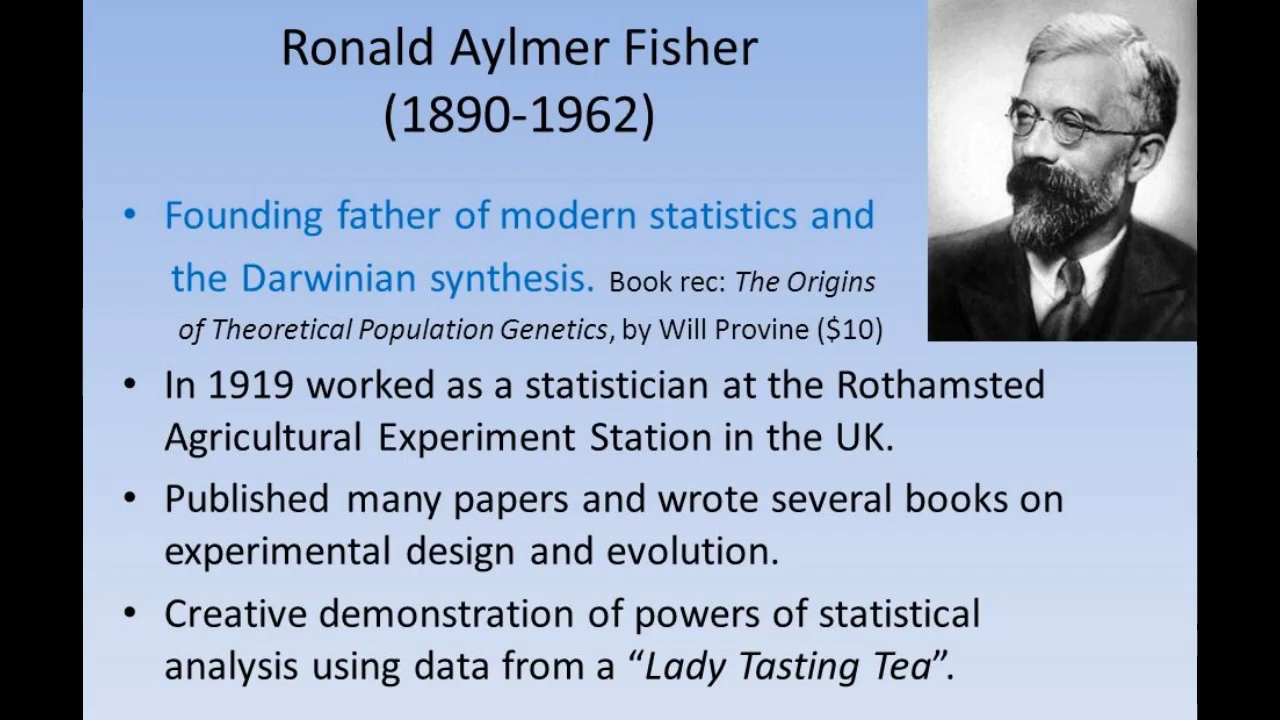 Ronald Aylmer Fisher
(1890-1962)
• Founding father of modern statistics and
the Darwinian synthesis. Book rec: The Origins
of Theoretical Population Genetics, by Will Provine ($10)
• In 1919 worked as a statistician at the Rothamsted
Agricultural Experiment Station in the UK.
• Published many papers and wrote several books on
experimental design and evolution.
• Creative demonstration of powers of statistical
analysis using data from a “Lady Tasting Tea”.